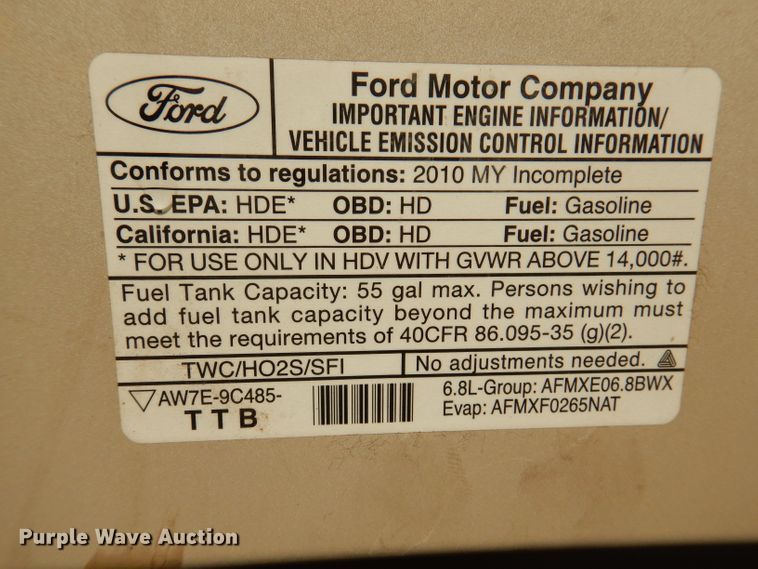 Ford
Ford Motor Company
IMPORTANT ENGINE INFORMATION/
VEHICLE EMISSION CONTROL INFORMATION
Conforms to regulations: 2010 MY Incomplete
U.S. EPA: HDE* OBD: HD Fuel: Gasoline
California: HDE* OBD: HD Fuel: Gasoline
* FOR USE ONLY IN HDV WITH GVWR ABOVE 14,000#.
Fuel Tank Capacity: 55 gal max. Persons wishing to
add fuel tank capacity beyond the maximum must
meet the requirements of 40CFR 86.095-35 (g)(2).
TWC/HO2S/SFI No adjustments needed.
AW7E-9C485-
TTB
6.8L-Group: AFMXE06.8BWX
Evap: AFMXF0265NAT
Purple Wave Auction